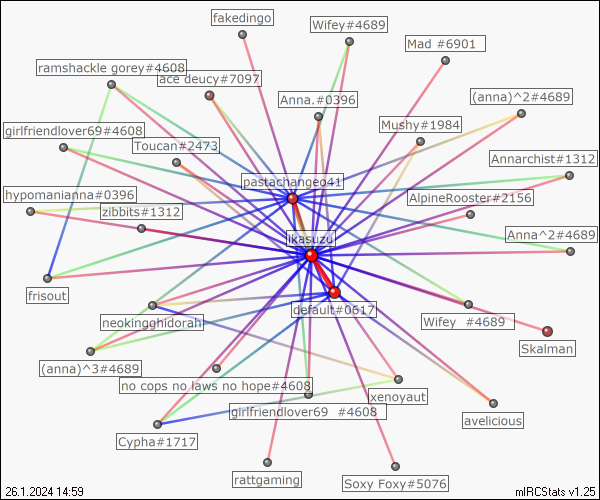 fakedingo
Wifey#4689
Mad #6901
ramshackle gorey#4608
ace deucy#7097
Anna.#0396
(anna)^2#4689
girlfriendlover69#4608
Toucan#2473
Mushy#1984
Annarchist#1312
pastachange041
hypomanianna#0396
zibbits#1312
AlpineRooster#2156
ikasuzu
Anna^2#4689
frisout
default#0617
neokingghidorah
Wifey #4689
Skalman
(anna)^3#4689
no cops no laws no hope#4608
xenoyaut
girlfriendlover69 #4608
avelicious
Cypha#1717
rattgaming
Soxy Foxy#5076
26.1.2024 14:59
mIRCStats v1.25